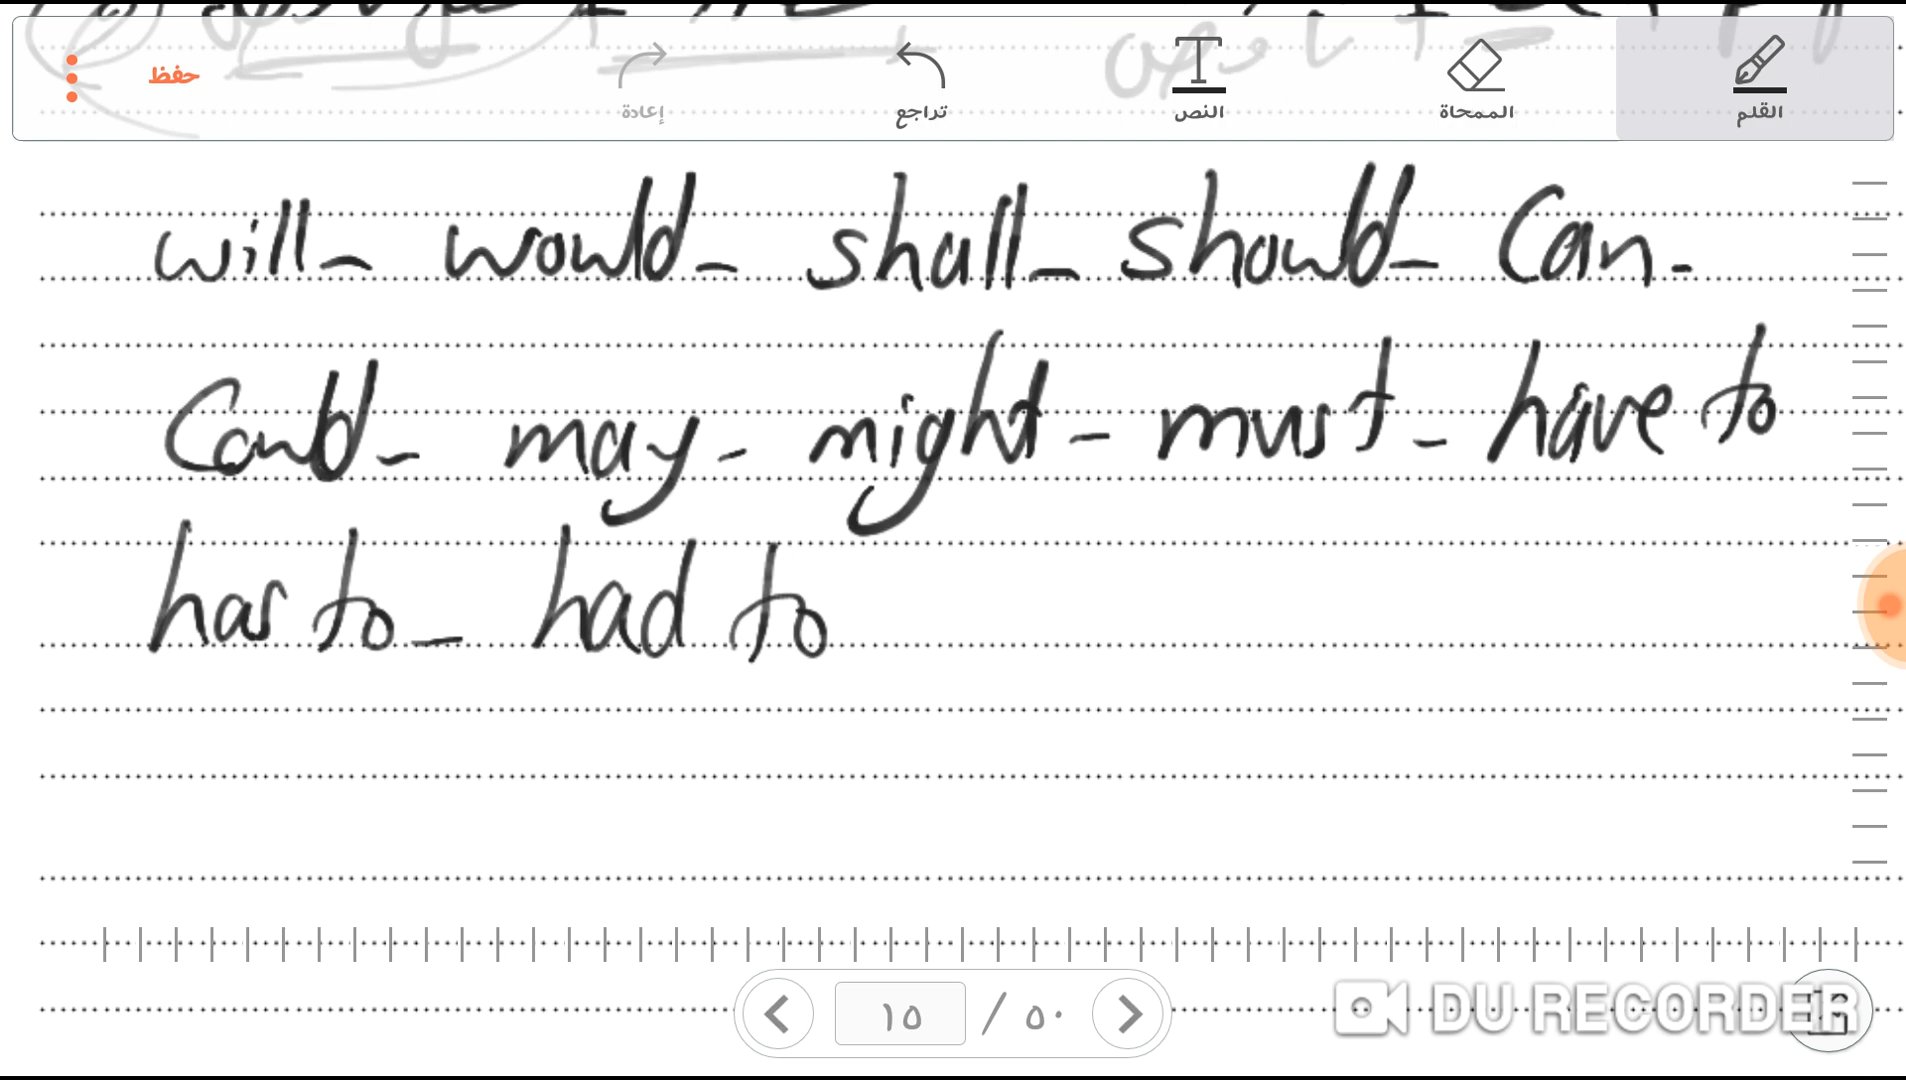 حفظ إعادة تراجع النص الممحاة القلم
will - would - shall - should - Can -
Could - may - might - must - have to
has to - had to
١٥ / ٥٠
DU RECORDER